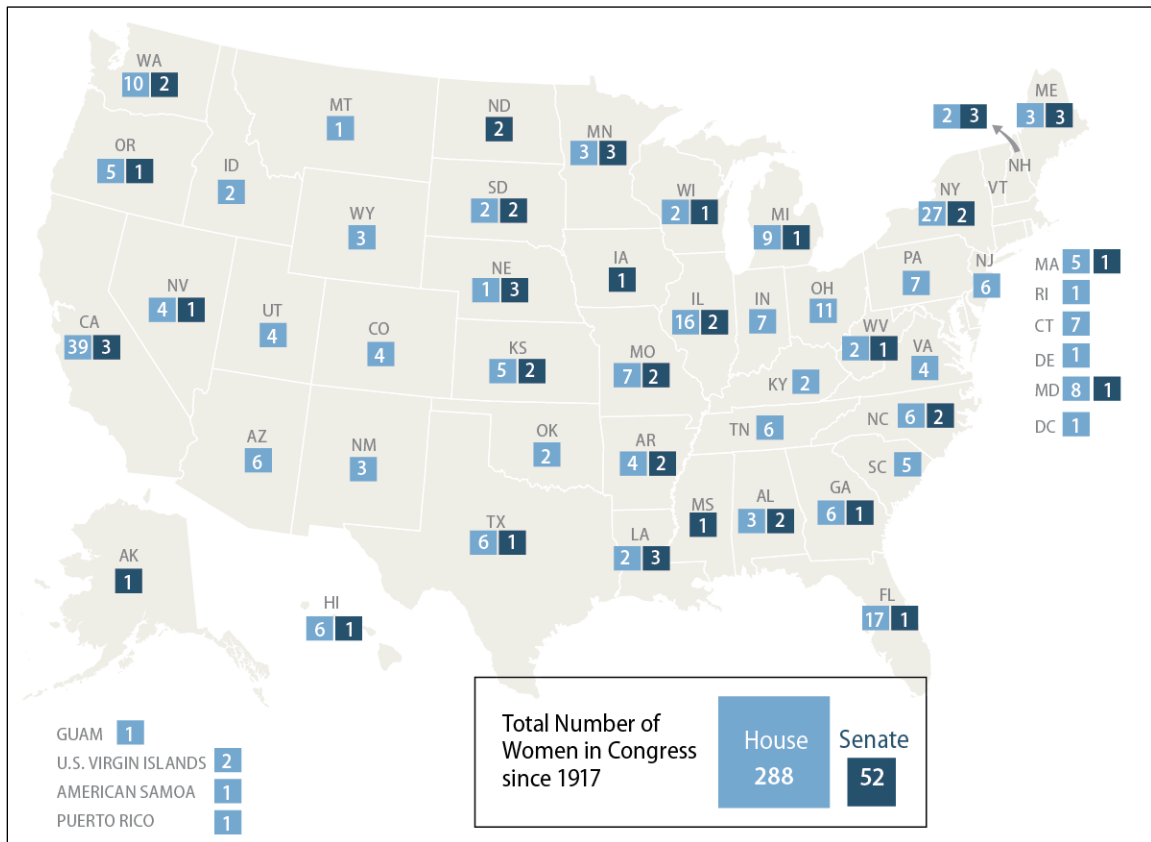 WA
10 2
MT
1
ND
2
MN
3 3
2 3
ME
3 3
OR
5 1
ID
2
SD
2 2
WI
2 1
MI
9 1
NH
VT
NY
27 2
WY
3
NE
1 3
IA
1
PA
7
NJ
6
MA 5 1
RI 1
CT 7
DE 1
MD 8 1
DC 1
NV
4 1
UT
4
CO
4
IL
16 2
IN
7
OH
11
WV
2 1
VA
4
CA
39 3
KS
5 2
MO
7 2
KY 2
AZ
6
NM
3
OK
2
AR
4 2
TN 6
NC 6 2
SC 5
TX
6 1
LA
2 3
MS
1
AL
3 2
GA
6 1
AK
1
HI
6 1
FL
17 1
GUAM 1
U.S. VIRGIN ISLANDS 2
AMERICAN SAMOA 1
PUERTO RICO 1
Total Number of
Women in Congress
since 1917
House
288
Senate
52